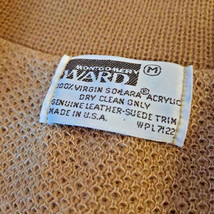 MONTGOMERY
WARD ® M
100% VIRGIN SOLARA® ACRYLIC
DRY CLEAN ONLY
GENUINE LEATHER-SUEDE TRIM
MADE IN U.S.A. WPL 7122